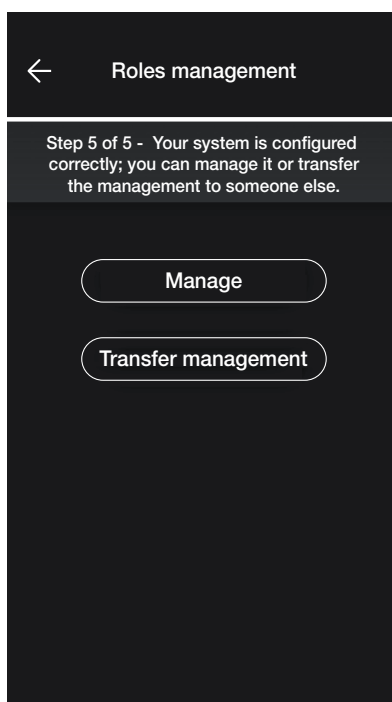 Roles management
Step 5 of 5 - Your system is configured
correctly; you can manage it or transfer
the management to someone else.
Manage
Transfer management